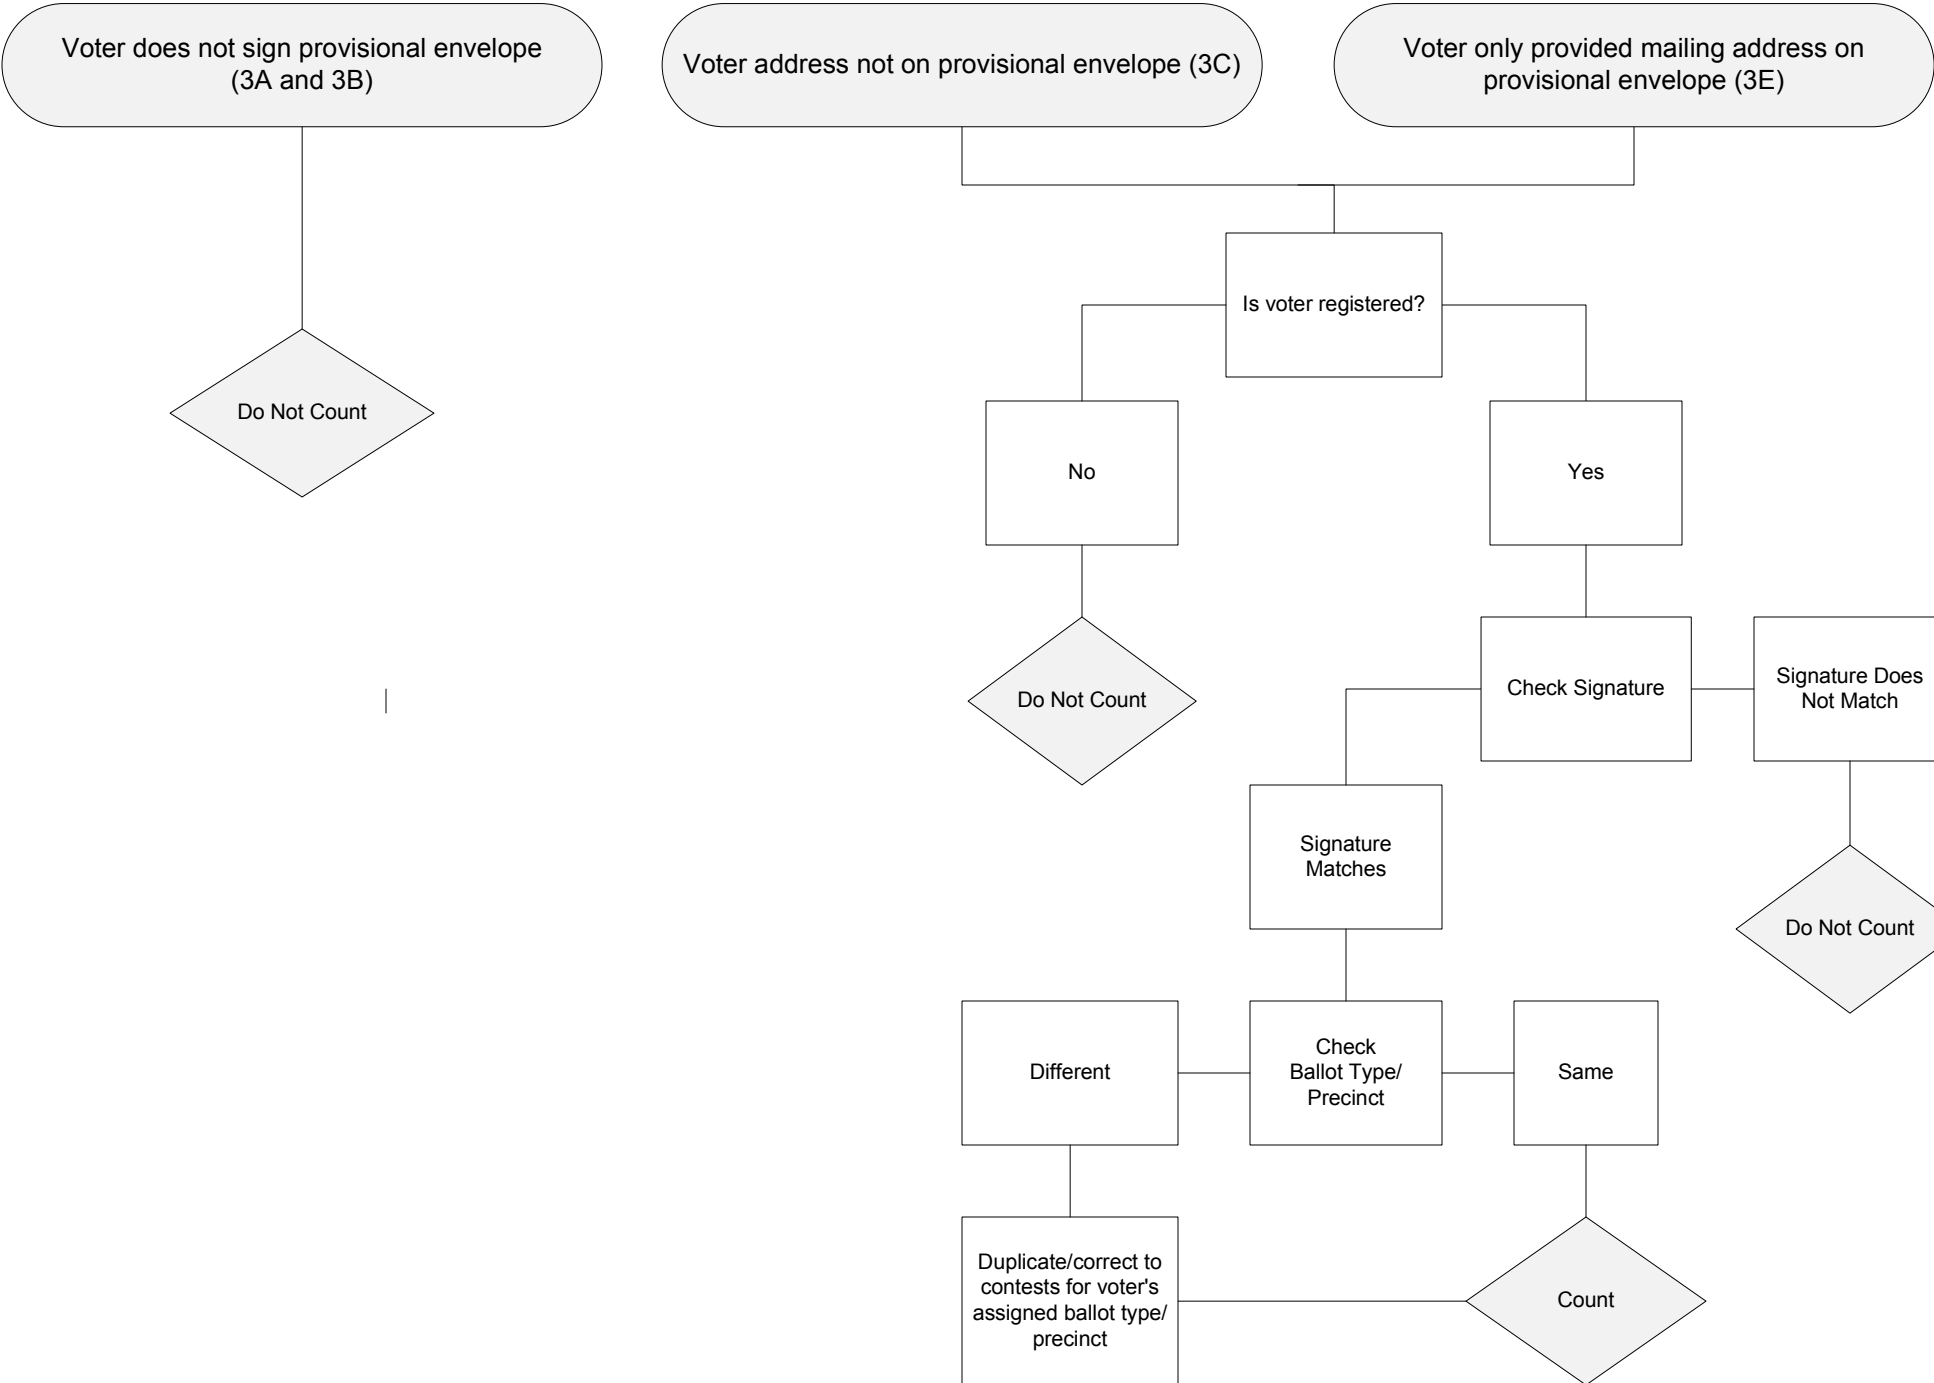 Voter does not sign provisional envelope
(3A and 3B)
Voter address not on provisional envelope (3C)
Voter only provided mailing address on
provisional envelope (3E)
Is voter registered?
Do Not Count
No
Yes
Do Not Count
Check Signature
Signature Does
Not Match
Signature
Matches
Do Not Count
Different
Check
Ballot Type/
Precinct
Same
Duplicate/correct to
contests for voter's
assigned ballot type/
precinct
Count